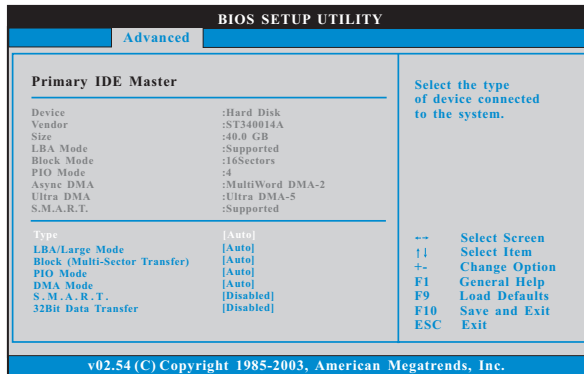 BIOS SETUP UTILITY
Advanced
Primary IDE Master
Device :Hard Disk
Vendor :ST340014A
Size :40.0 GB
LBA Mode :Supported
Block Mode :16Sectors
PIO Mode :4
Async DMA :MultiWord DMA-2
Ultra DMA :Ultra DMA-5
S.M.A.R.T. :Supported
Type [Auto]
LBA/Large Mode [Auto]
Block (Multi-Sector Transfer) [Auto]
PIO Mode [Auto]
DMA Mode [Auto]
S.M.A.R.T. [Disabled]
32Bit Data Transfer [Disabled]
Select the type
of device connected
to the system.
←→ Select Screen
↑↓ Select Item
+- Change Option
F1 General Help
F9 Load Defaults
F10 Save and Exit
ESC Exit
v02.54 (C) Copyright 1985-2003, American Megatrends, Inc.